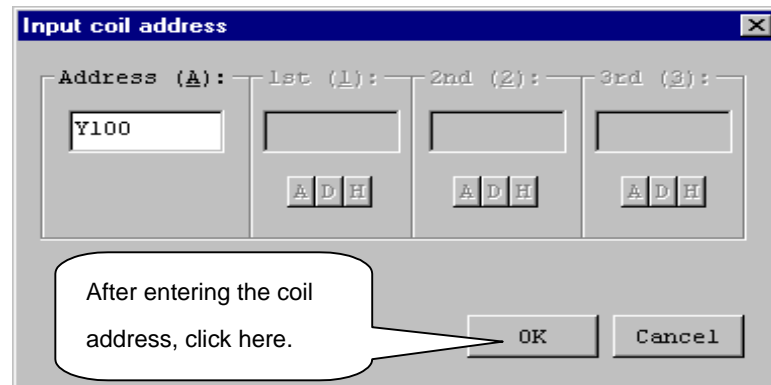 Input coil address
Address (A): 1st (1): 2nd (2): 3rd (3):
Y100
A D H A D H A D H
After entering the coil
address, click here.
OK Cancel